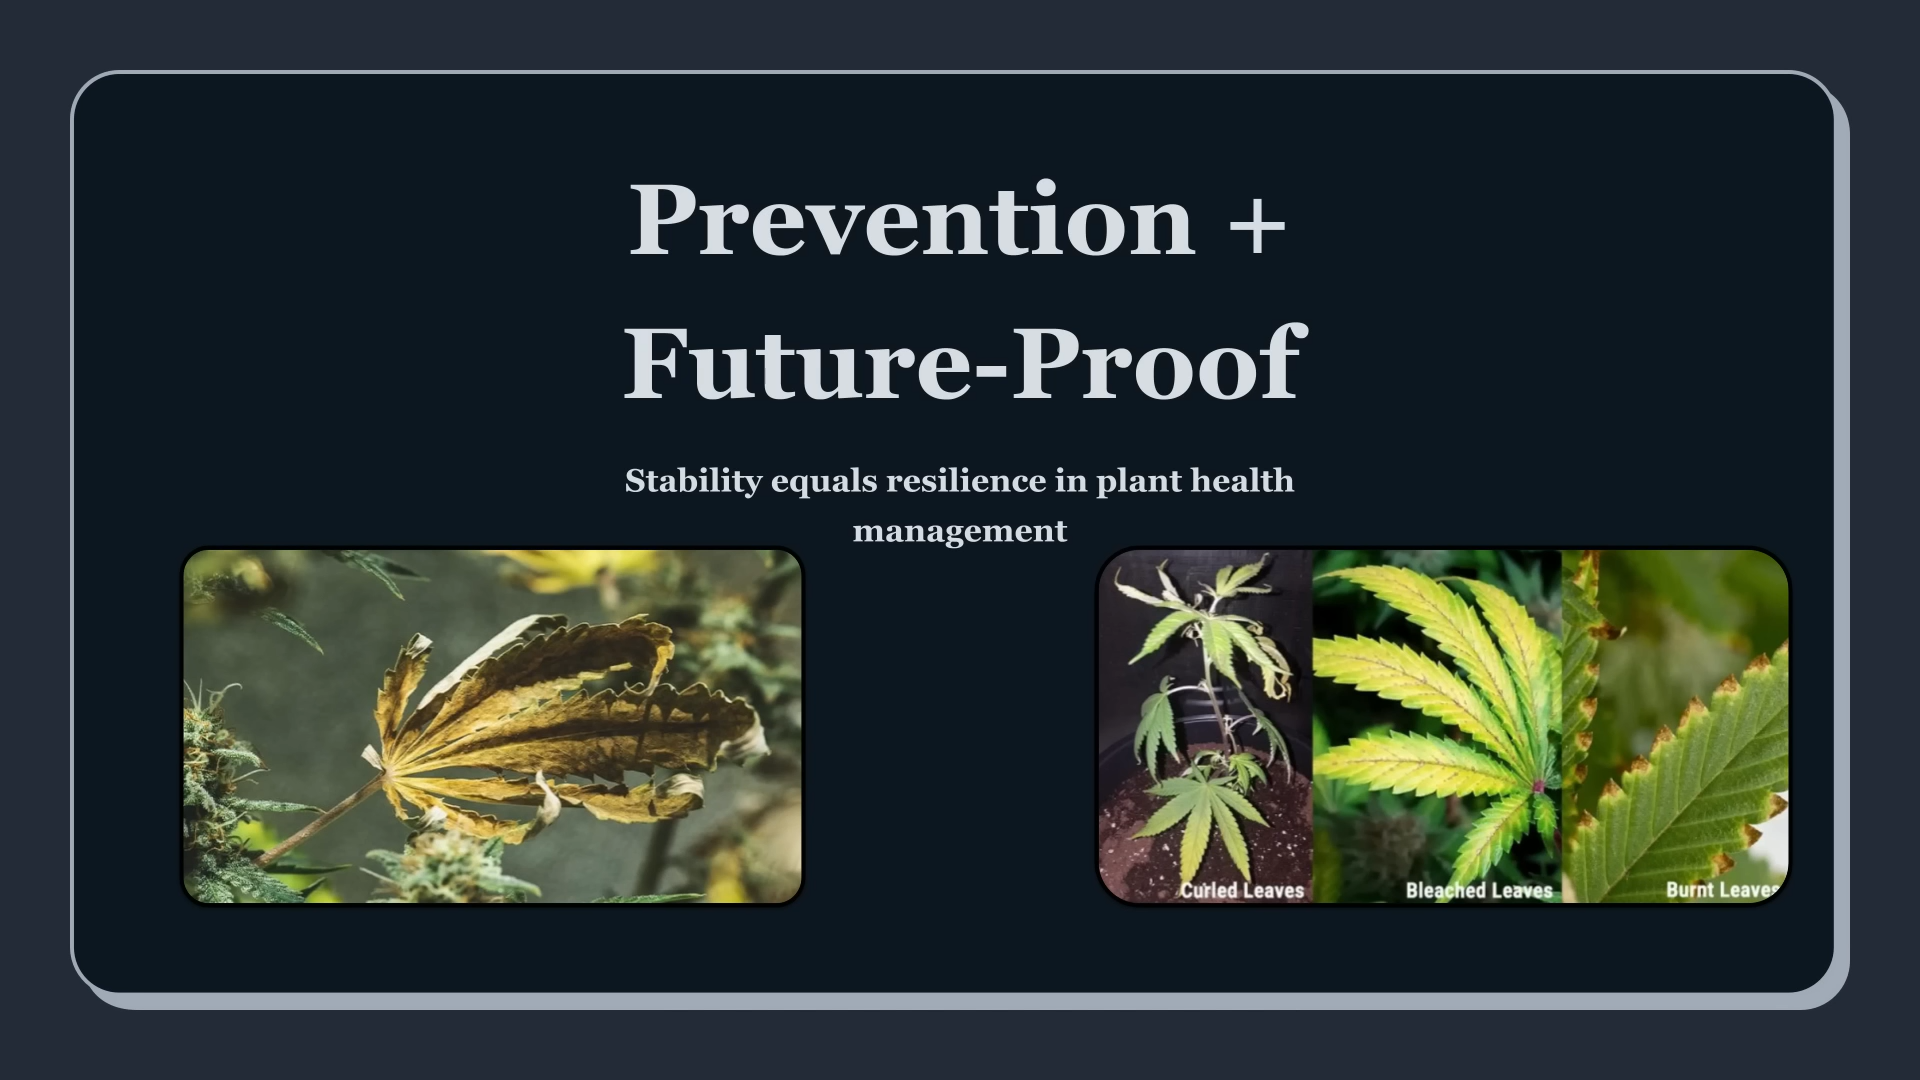 Prevention +
Future-Proof
Stability equals resilience in plant health
management
Curled Leaves
Bleached Leaves
Burnt Leaves